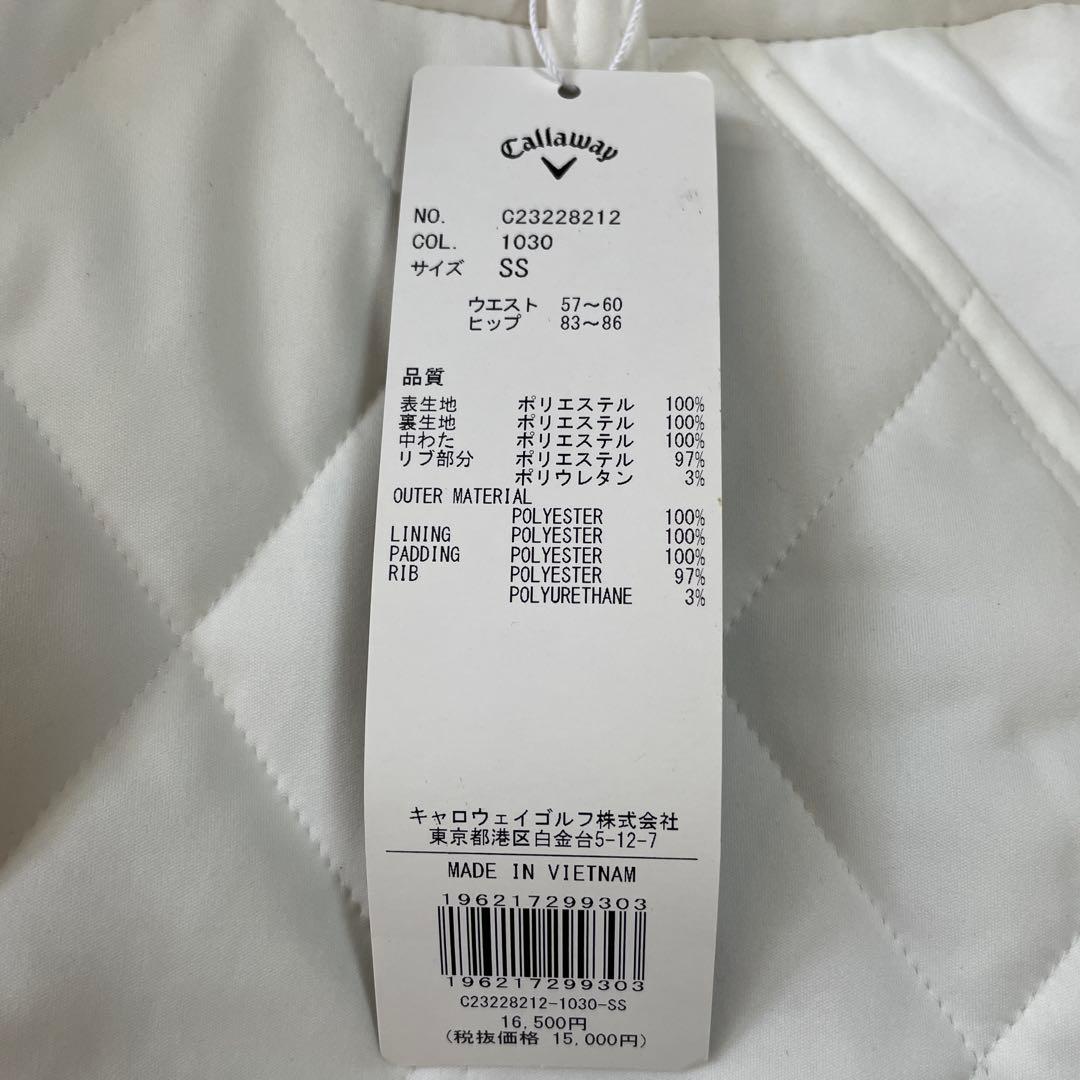 Callaway
NO. C23228212
COL. 1030
サイズ SS
ウエスト 57～60
ヒップ 83～86
品質
表生地 ポリエステル 100%
裏生地 ポリエステル 100%
中わた ポリエステル 100%
リブ部分 ポリエステル 97%
ポリウレタン 3%
OUTER MATERIAL
POLYESTER 100%
LINING POLYESTER 100%
PADDING POLYESTER 100%
RIB POLYESTER 97%
POLYURETHANE 3%
キャロウェイゴルフ株式会社
東京都港区白金台5-12-7
MADE IN VIETNAM
196217299303
196217299303
C23228212-1030-SS
16,500円
(税抜価格 15,000円)